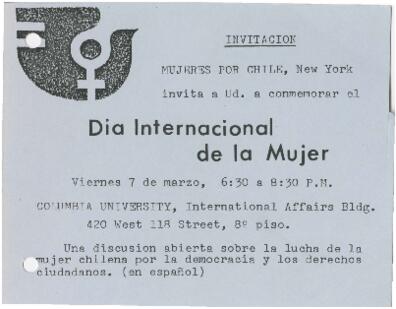 INVITACION
MUJERES POR CHILE, New York
invita a Ud. a conmemorar el
Dia Internacional
de la Mujer
Viernes 7 de marzo, 6:30 a 8:30 P.M.
COLUMBIA UNIVERSITY, International Affairs Bldg.
420 West 118 Street, 8º piso.
Una discusion abierta sobre la lucha de la
mujer chilena por la democracia y los derechos
ciudadanos. (en español)